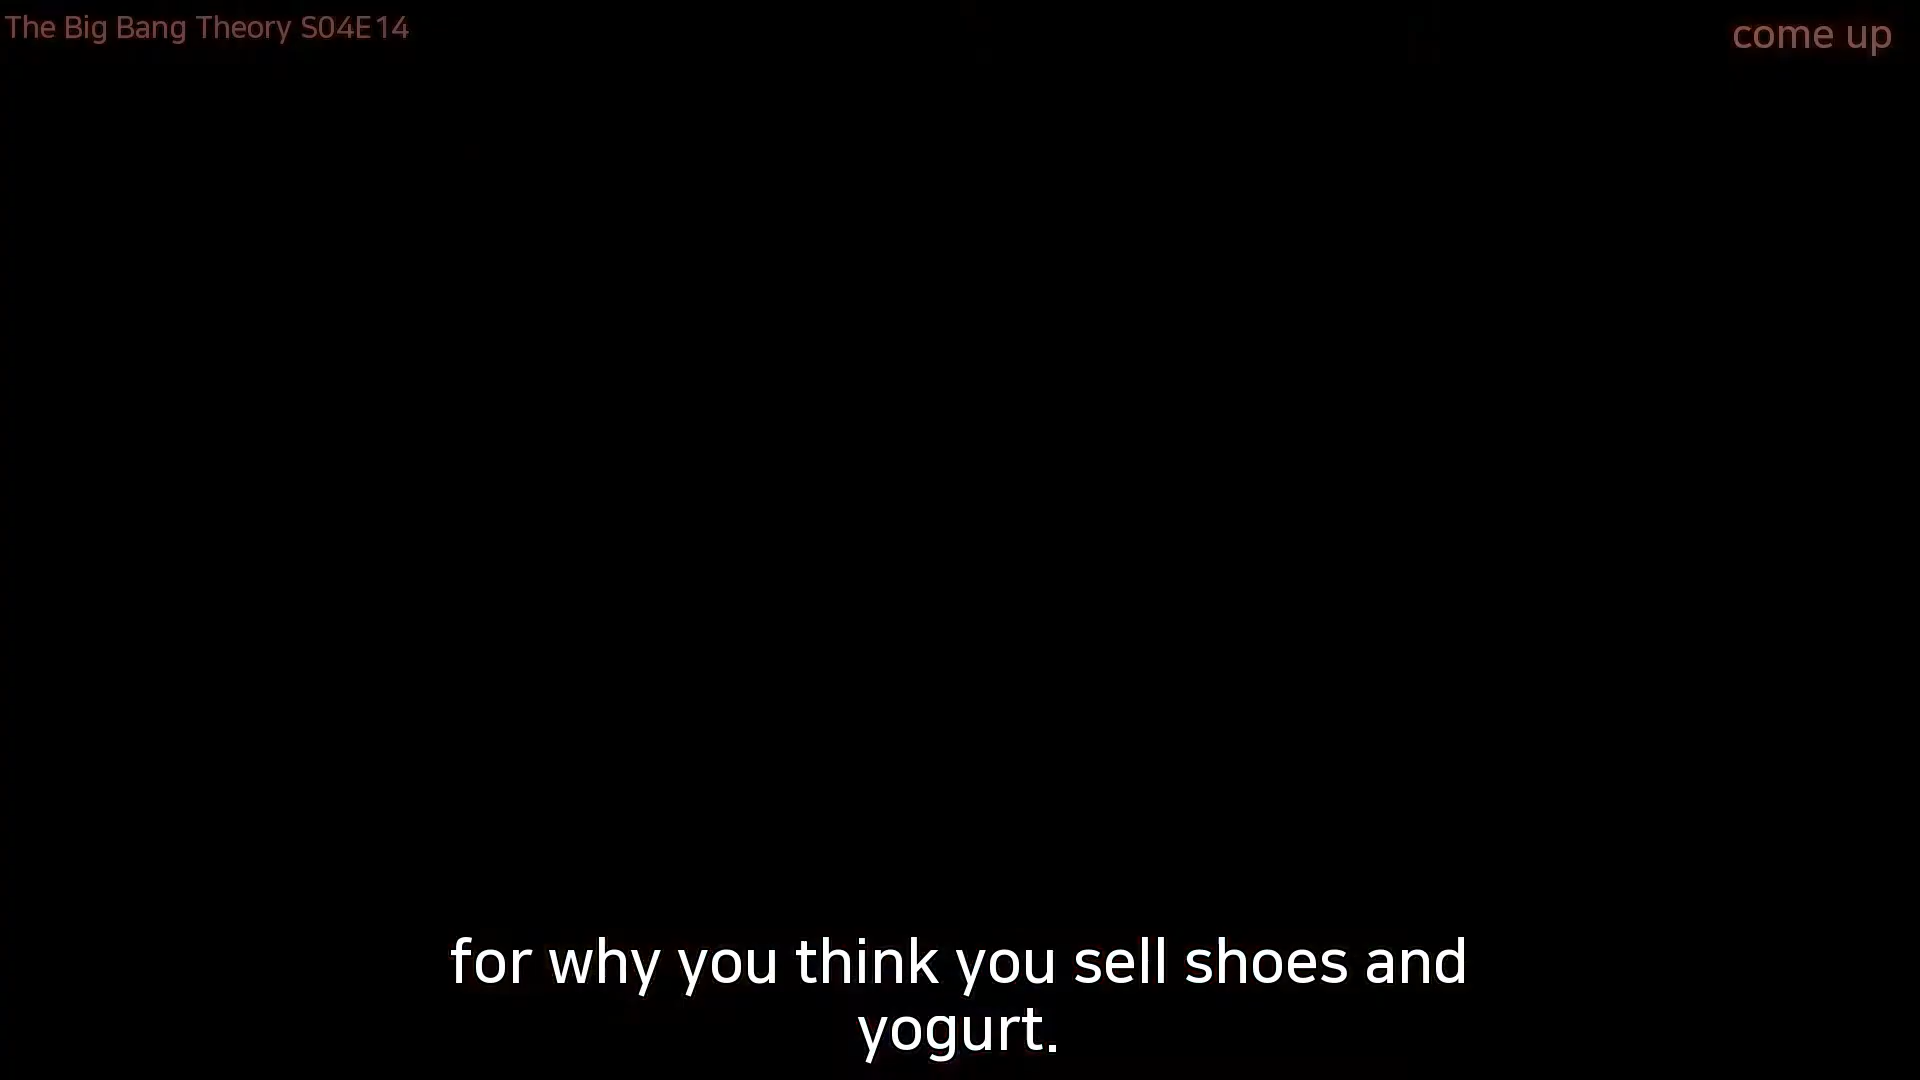 The Big Bang Theory S04E14
come up
for why you think you sell shoes and
yogurt.